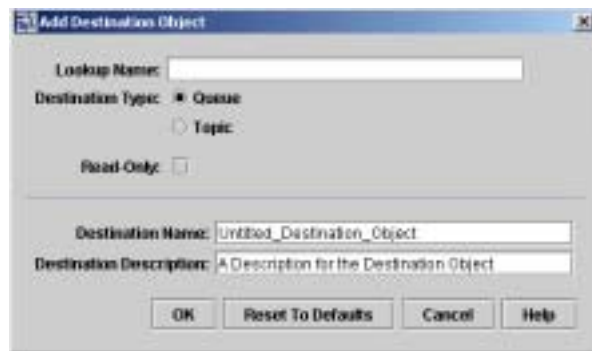 Add Destination Object
Lookup Name:
Destination Type: Queue
Topic
Read-Only:
Destination Name: Untitled_Destination_Object
Destination Description: A Description for the Destination Object
OK Reset To Defaults Cancel Help